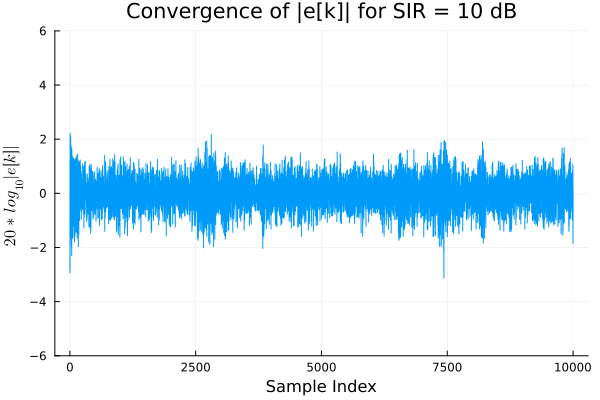 Convergence of |e[k]| for SIR = 10 dB
6
4
2
0
−2
−4
−6
20 * log₁₀|e[k]|
0 2500 5000 7500 10000
Sample Index